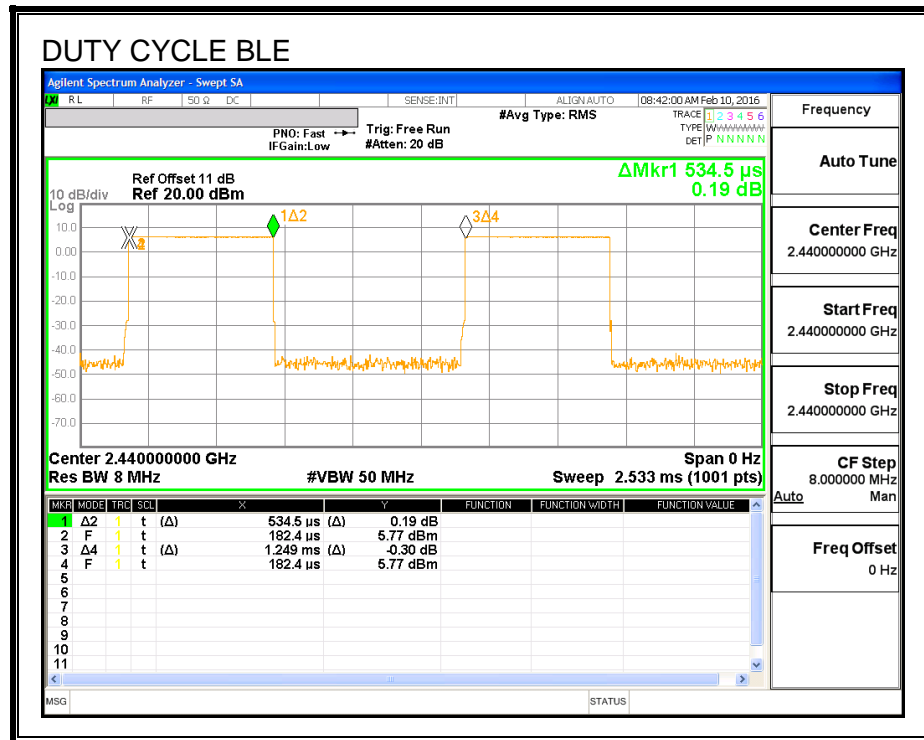 DUTY CYCLE BLE
Agilent Spectrum Analyzer - Swept SA
LXI RL RF 50 Ω DC SENSE:INT ALIGN AUTO 08:42:00 AM Feb 10, 2016
#Avg Type: RMS
TRACE 1 2 3 4 5 6
TYPE W
DET P N N N N N
PNO: Fast
IFGain:Low
Trig: Free Run
#Atten: 20 dB
Frequency
ΔMkr1 534.5 µs
0.19 dB
Ref Offset 11 dB
10 dB/div Ref 20.00 dBm
Log
10.0
0.00
-10.0
-20.0
-30.0
-40.0
-50.0
-60.0
-70.0
1Δ2
3Δ4
Center 2.440000000 GHz Span 0 Hz
Res BW 8 MHz #VBW 50 MHz Sweep 2.533 ms (1001 pts)
MKR MODE TRC SCL X Y FUNCTION FUNCTION WIDTH FUNCTION VALUE
1 Δ2 1 t (Δ) 534.5 µs (Δ) 0.19 dB
2 F 1 t 182.4 µs 5.77 dBm
3 Δ4 1 t (Δ) 1.249 ms (Δ) -0.30 dB
4 F 1 t 182.4 µs 5.77 dBm
5
6
7
8
9
10
11
Auto Tune
Center Freq
2.440000000 GHz
Start Freq
2.440000000 GHz
Stop Freq
2.440000000 GHz
CF Step
8.000000 MHz
Auto Man
Freq Offset
0 Hz
MSG STATUS